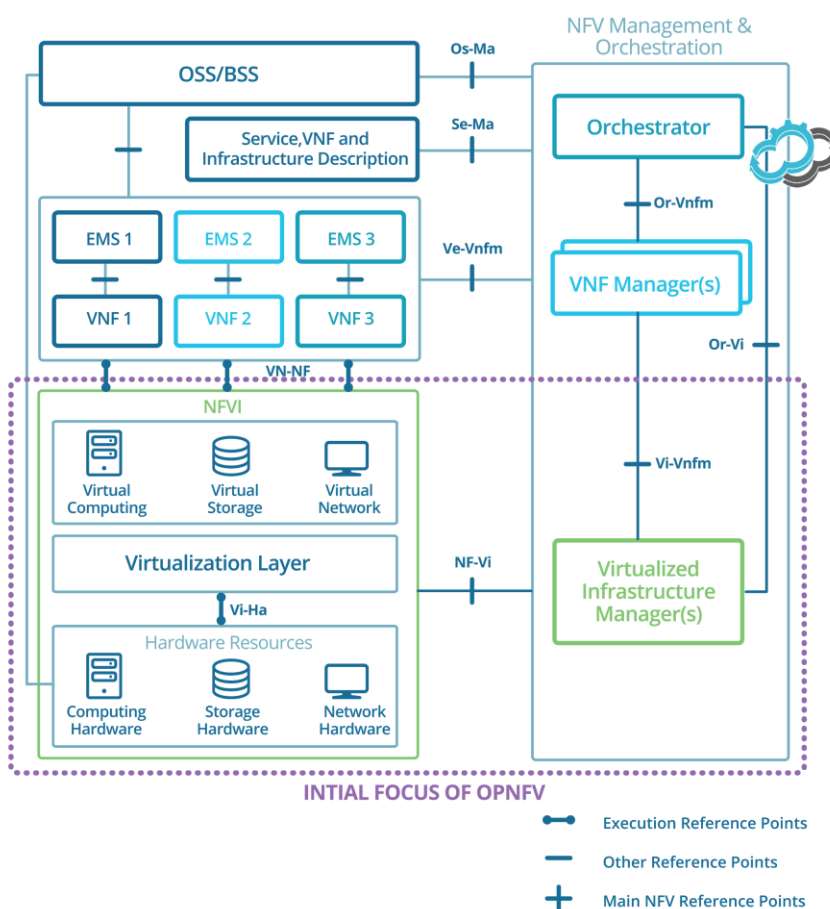 NFV Management &
Orchestration
Os-Ma
OSS/BSS
Se-Ma
Service,VNF and
Infrastructure Description
Orchestrator
Or-Vnfm
EMS 1
EMS 2
EMS 3
Ve-Vnfm
VNF Manager(s)
VNF 1
VNF 2
VNF 3
Or-Vi
VN-NF
NFVI
Virtual
Computing
Virtual
Storage
Virtual
Network
Vi-Vnfm
Virtualization Layer
NF-Vi
Virtualized
Infrastructure
Manager(s)
Vi-Ha
Hardware Resources
Computing
Hardware
Storage
Hardware
Network
Hardware
INTIAL FOCUS OF OPNFV
Execution Reference Points
Other Reference Points
Main NFV Reference Points